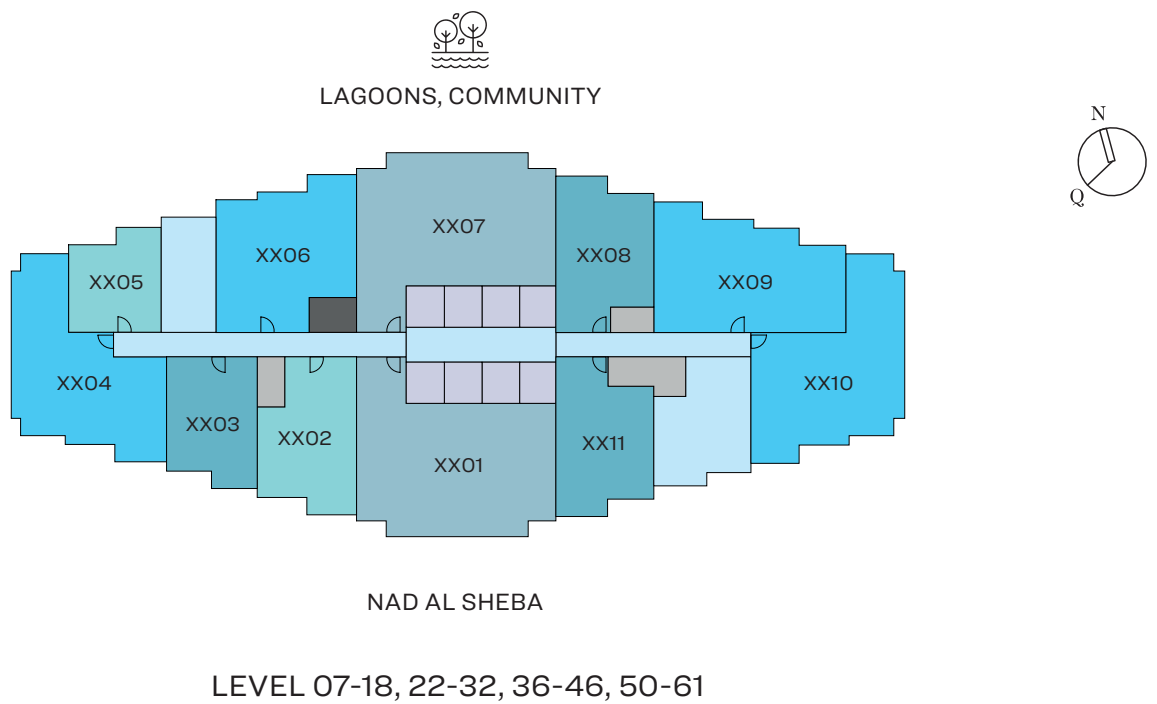 LAGOONS, COMMUNITY
N
Q
XX07
XX06
XX08
XX05
XX09
XX04
XX10
XX03
XX02
XX11
XX01
NAD AL SHEBA
LEVEL 07-18, 22-32, 36-46, 50-61